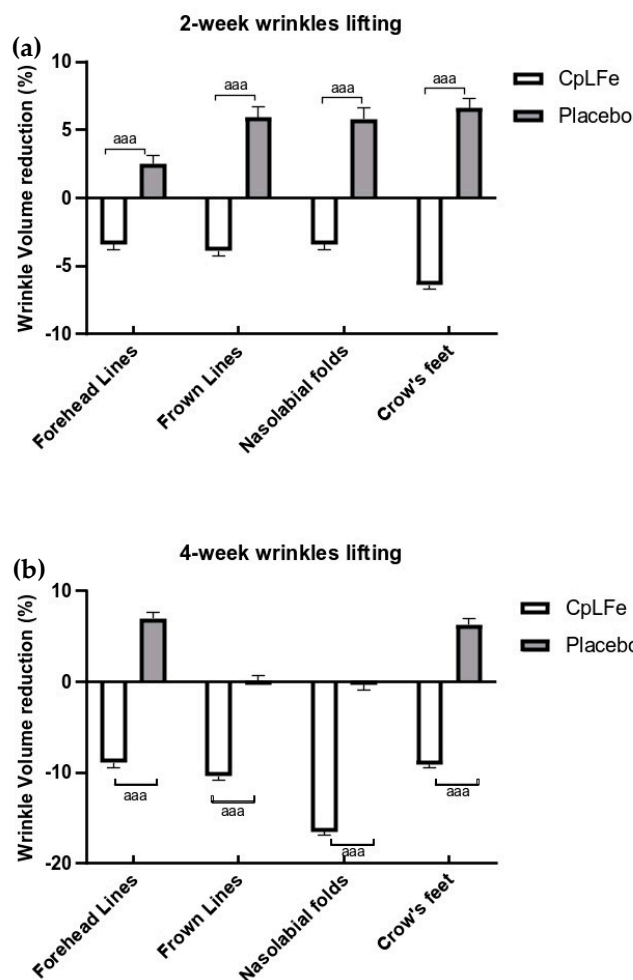 (a)
2-week wrinkles lifting
Wrinkle Volume reduction (%)
10
5
0
-5
-10
aaa
aaa
aaa
aaa
CpLFe
Placebo
Forehead Lines
Frown Lines
Nasolabial folds
Crow's feet
(b)
4-week wrinkles lifting
Wrinkle Volume reduction (%)
10
0
-10
-20
aaa
aaa
aaa
aaa
CpLFe
Placebo
Forehead Lines
Frown Lines
Nasolabial folds
Crow's feet